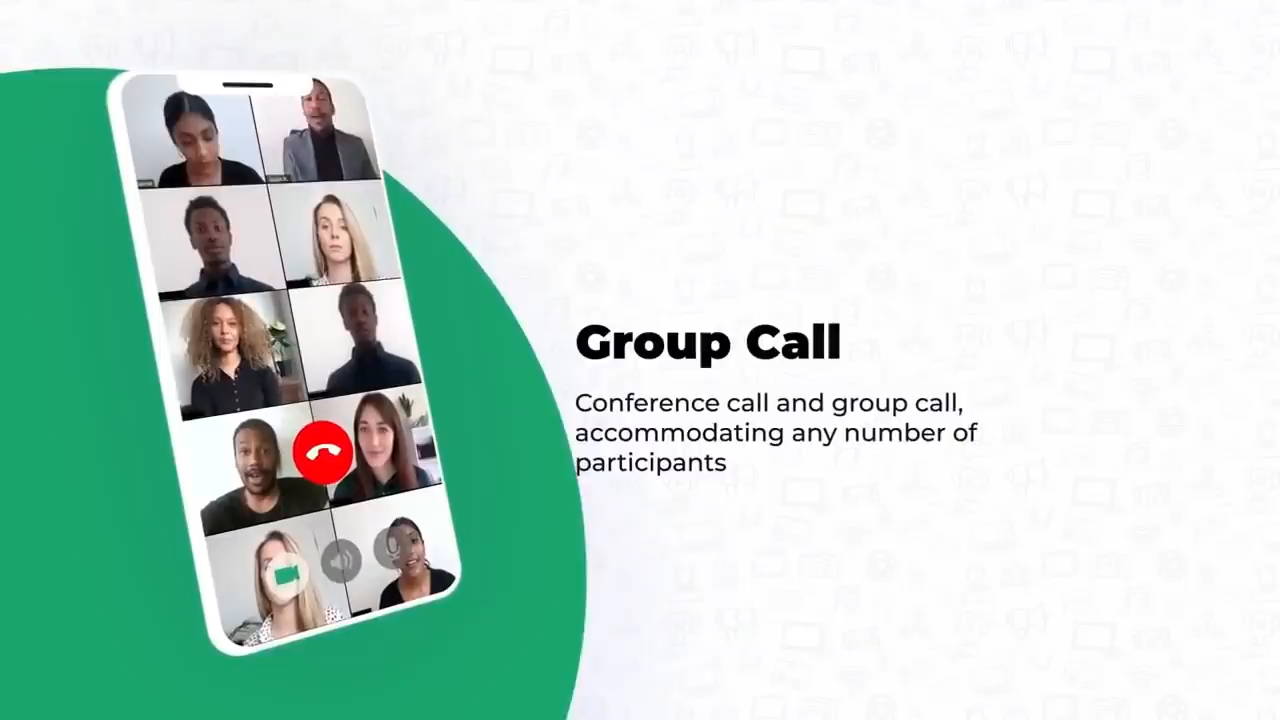 Group Call
Conference call and group call,
accommodating any number of
participants